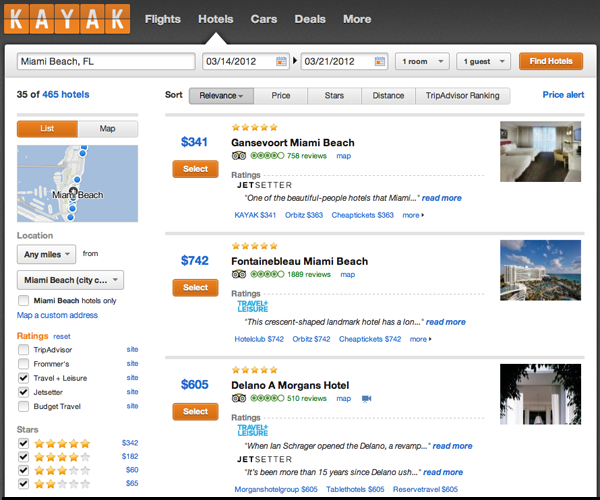 KAYAK
Flights Hotels Cars Deals More
Miami Beach, FL 03/14/2012 03/21/2012 1 room 1 guest Find Hotels
35 of 465 hotels
Sort Relevance Price Stars Distance TripAdvisor Ranking Price alert
List Map
Miami Beach
Location
Any miles from
Miami Beach (city c...
Miami Beach hotels only
Map a custom address
Ratings reset
TripAdvisor site
Frommer's site
Travel + Leisure site
Jetsetter site
Budget Travel site
Stars
$342
$182
$60
$65
$341
Select
Gansevoort Miami Beach
758 reviews map
Ratings
JETSETTER
"One of the beautiful-people hotels that Miami..." read more
KAYAK $341 Orbitz $363 Cheaptickets $363 more
$742
Select
Fontainebleau Miami Beach
1889 reviews map
Ratings
TRAVEL+
LEISURE
"This crescent-shaped landmark hotel has a lon..." read more
Hotelclub $742 Orbitz $742 Cheaptickets $742 more
$605
Select
Delano A Morgans Hotel
510 reviews map
Ratings
TRAVEL+
LEISURE
"When Ian Schrager opened the Delano, a revamp..." read more
JETSETTER
"It's been more than 15 years since Delano ush..." read more
Morganshotelgroup $605 Tablethotels $605 Reservetravel $605